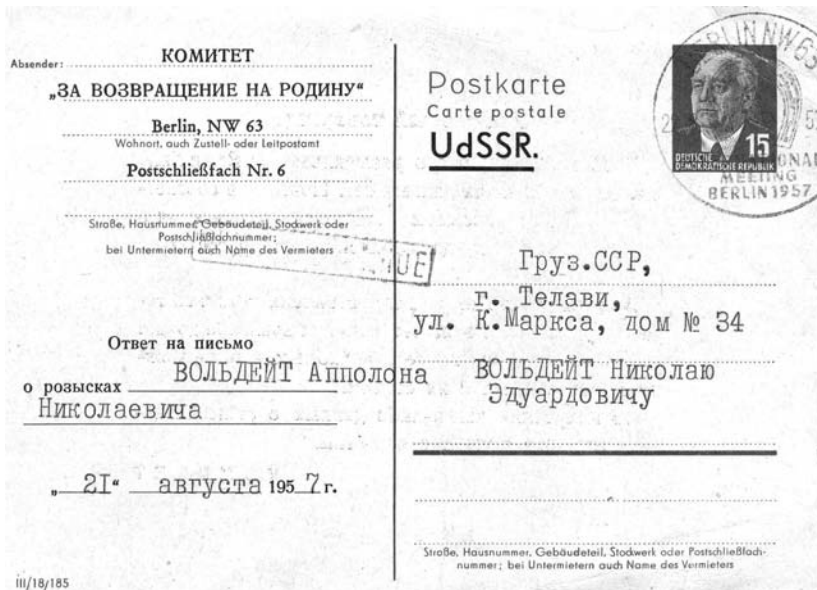 Absender: КОМИТЕТ
„ЗА ВОЗВРАЩЕНИЕ НА РОДИНУ“
Berlin, NW 63
Wohnort, auch Zustell- oder Leitpostamt
Postschließfach Nr. 6
Straße, Hausnummer, Gebäudeteil, Stockwerk oder
Postschließfachnummer;
bei Untermietern auch Name des Vermieters
Ответ на письмо
о розысках ВОЛЬДЕЙТ Апполона
Николаевича
„ 2I “ августа 195 7 г.
III/18/185
Postkarte
Carte postale
UdSSR.
BERLIN NW 63
MEETING
BERLIN 1957
15
DEUTSCHE
DEMOKRATISCHE REPUBLIK
Груз.ССР,
г. Телави,
ул. К.Маркса, дом № 34
ВОЛЬДЕЙТ Николаю
Эдуардовичу
Straße, Hausnummer, Gebäudeteil, Stockwerk oder Postschließfach-
nummer; bei Untermietern auch Name des Vermieters